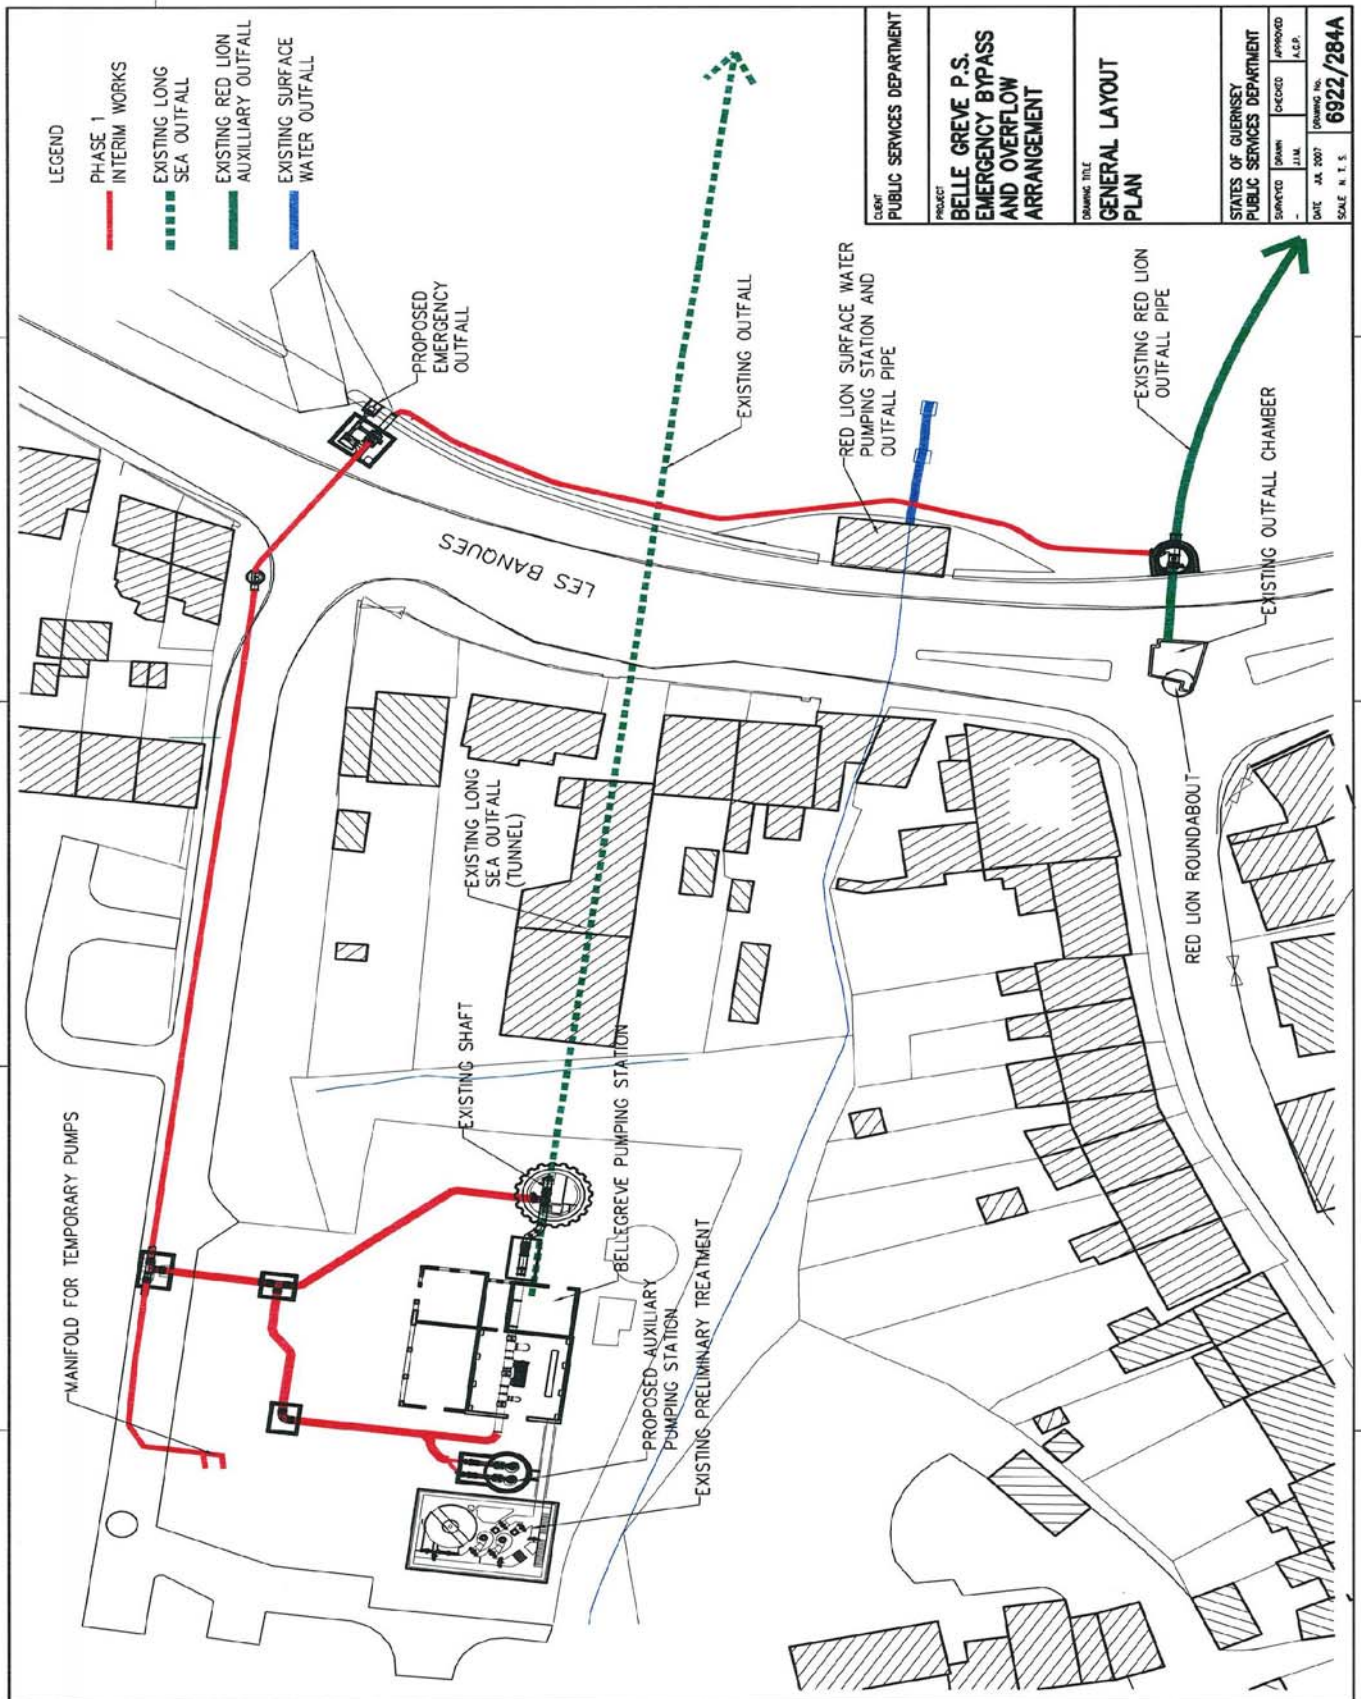 LEGEND
PHASE 1
INTERIM WORKS
EXISTING LONG
SEA OUTFALL
EXISTING RED LION
AUXILLIARY OUTFALL
EXISTING SURFACE
WATER OUTFALL
MANIFOLD FOR TEMPORARY PUMPS
PROPOSED
EMERGENCY
OUTFALL
LES BANQUES
EXISTING SHAFT
EXISTING LONG
SEA OUTFALL
(TUNNEL)
BELLEGREVE PUMPING STATION
PROPOSED AUXILIARY
PUMPING STATION
EXISTING PRELIMINARY TREATMENT
EXISTING OUTFALL
RED LION SURFACE WATER
PUMPING STATION AND
OUTFALL PIPE
EXISTING RED LION
OUTFALL PIPE
EXISTING OUTFALL CHAMBER
RED LION ROUNDABOUT
CLIENT
PUBLIC SERVICES DEPARTMENT
PROJECT
BELLE GREVE P.S.
EMERGENCY BYPASS
AND OVERFLOW
ARRANGEMENT
DRAWING TITLE
GENERAL LAYOUT
PLAN
STATES OF GUERNSEY
PUBLIC SERVICES DEPARTMENT
SURVEYED DRAWN CHECKED APPROVED
- J.I.M. A.C.P.
DATE JUL 2007 DRAWING No.
SCALE N. T. S. 6922/284A